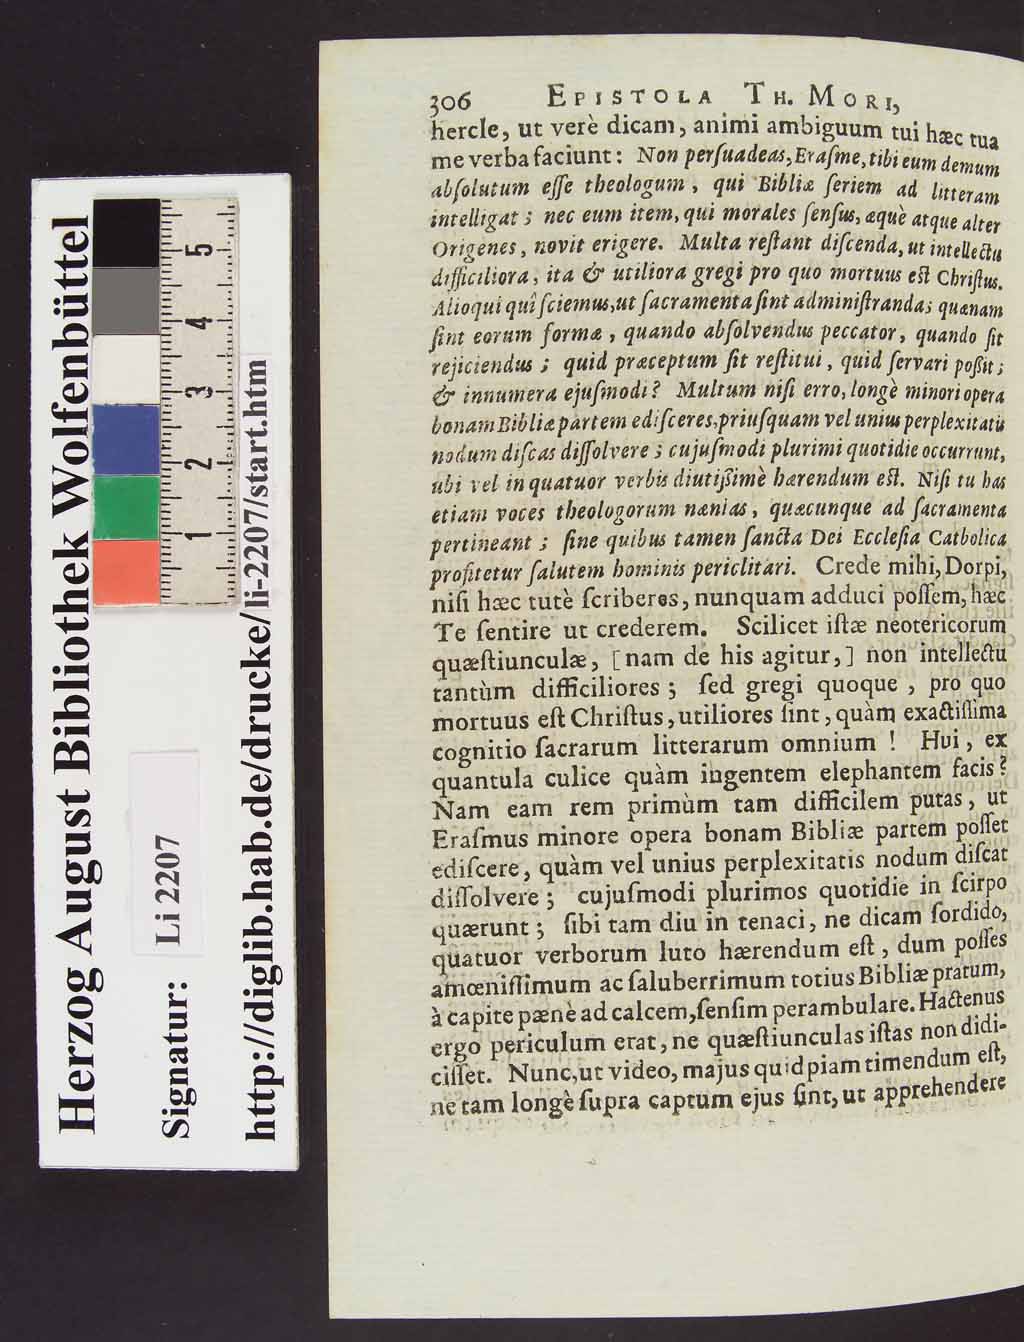 Herzog August Bibliothek Wolfenbüttel
Signatur: Li 2207
http://diglib.hab.de/drucke/li-2207/start.htm
1 2 3 4 5
306 EPISTOLA TH. MORI,
hercle, ut verè dicam, animi ambiguum tui hæc tua
me verba faciunt: Non perſuadeas, Eraſme, tibi eum demum
abſolutum eſſe theologum, qui Bibliæ ſeriem ad litteram
intelligat; nec eum item, qui morales ſenſus, æquè atque alter
Origenes, novit erigere. Multa reſtant diſcenda, ut intellectu
difficiliora, ita & utiliora gregi pro quo mortuus eſt Chriſtus.
Alioqui quî ſciemus, ut ſacramenta ſint adminiſtranda; quænam
ſint eorum formæ, quando abſolvendus peccator, quando ſit
rejiciendus; quid præceptum ſit reſtitui, quid ſervari poßit;
& innumera ejuſmodi? Multum niſi erro, longè minori opera
bonam Bibliæ partem ediſceres, priuſquam vel unius perplexitatis
nodum diſcas diſſolvere; cujuſmodi plurimi quotidie occurrunt,
ubi vel in quatuor verbis diutißimè hærendum eſt. Niſi tu has
etiam voces theologorum nænias, quæcunque ad ſacramenta
pertineant; ſine quibus tamen ſancta Dei Eccleſia Catholica
profitetur ſalutem hominis periclitari. Crede mihi, Dorpi,
niſi hæc tutè ſcriberes, nunquam adduci poſſem, hæc
Te ſentire ut crederem. Scilicet iſtæ neotericorum
quæſtiunculæ, [nam de his agitur,] non intellectu
tantùm difficiliores; ſed gregi quoque, pro quo
mortuus eſt Chriſtus, utiliores ſint, quàm exactiſſima
cognitio ſacrarum litterarum omnium! Hui, ex
quantula culice quàm ingentem elephantem facis?
Nam eam rem primùm tam difficilem putas, ut
Eraſmus minore opera bonam Bibliæ partem poſſet
ediſcere, quàm vel unius perplexitatis nodum diſcat
diſſolvere; cujuſmodi plurimos quotidie in ſcirpo
quærunt; ſibi tam diu in tenaci, ne dicam ſordido,
quatuor verborum luto hærendum eſt, dum poſſes
amœniſſimum ac ſaluberrimum totius Bibliæ pratum,
à capite pænè ad calcem, ſenſim perambulare. Hactenus
ergo periculum erat, ne quæſtiunculas iſtas non didi-
ciſſet. Nunc, ut video, majus quidpiam timendum eſt,
ne tam longè ſupra captum ejus ſint, ut apprehendere